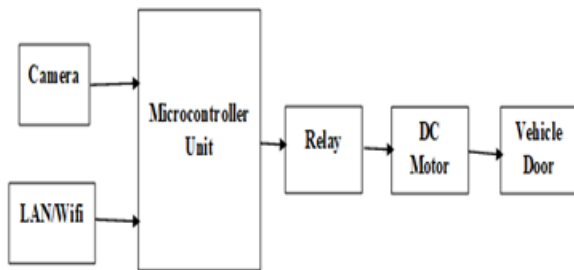 Camera
LAN/Wifi
Microcontroller
Unit
Relay
DC
Motor
Vehicle
Door